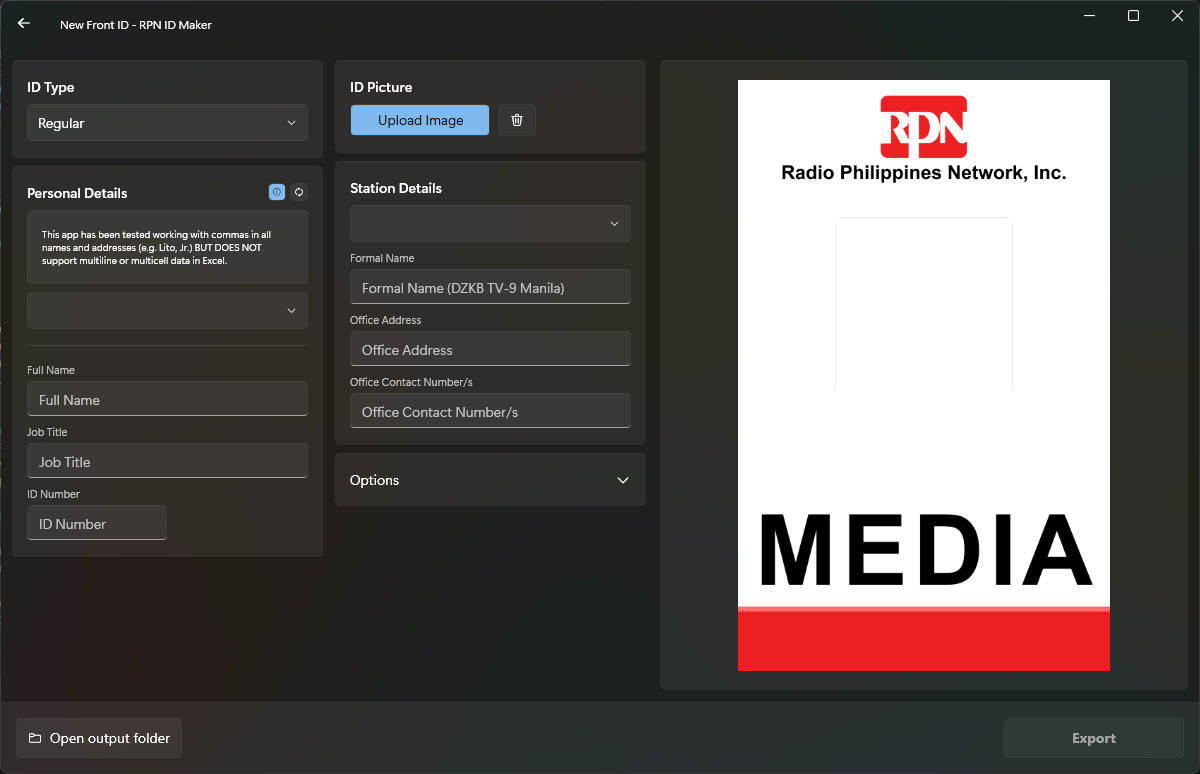 New Front ID - RPN ID Maker
ID Type
Regular
Personal Details
This app has been tested working with commas in all
names and addresses (e.g. Lito, Jr.) BUT DOES NOT
support multiline or multicell data in Excel.
Full Name
Full Name
Job Title
Job Title
ID Number
ID Number
ID Picture
Upload Image
Station Details
Formal Name
Formal Name (DZKB TV-9 Manila)
Office Address
Office Address
Office Contact Number/s
Office Contact Number/s
Options
RPN
Radio Philippines Network, Inc.
MEDIA
Open output folder
Export